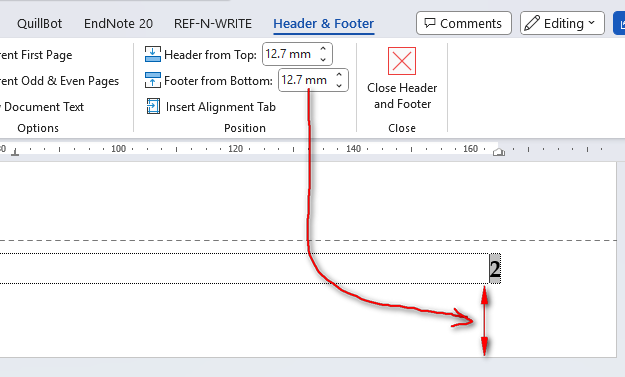 QuillBot EndNote 20 REF-N-WRITE Header & Footer Comments Editing
rent First Page Header from Top: 12.7 mm
rent Odd & Even Pages Footer from Bottom: 12.7 mm Close Header
and Footer
Document Text Insert Alignment Tab
Options Position Close
100 120 140 160
2